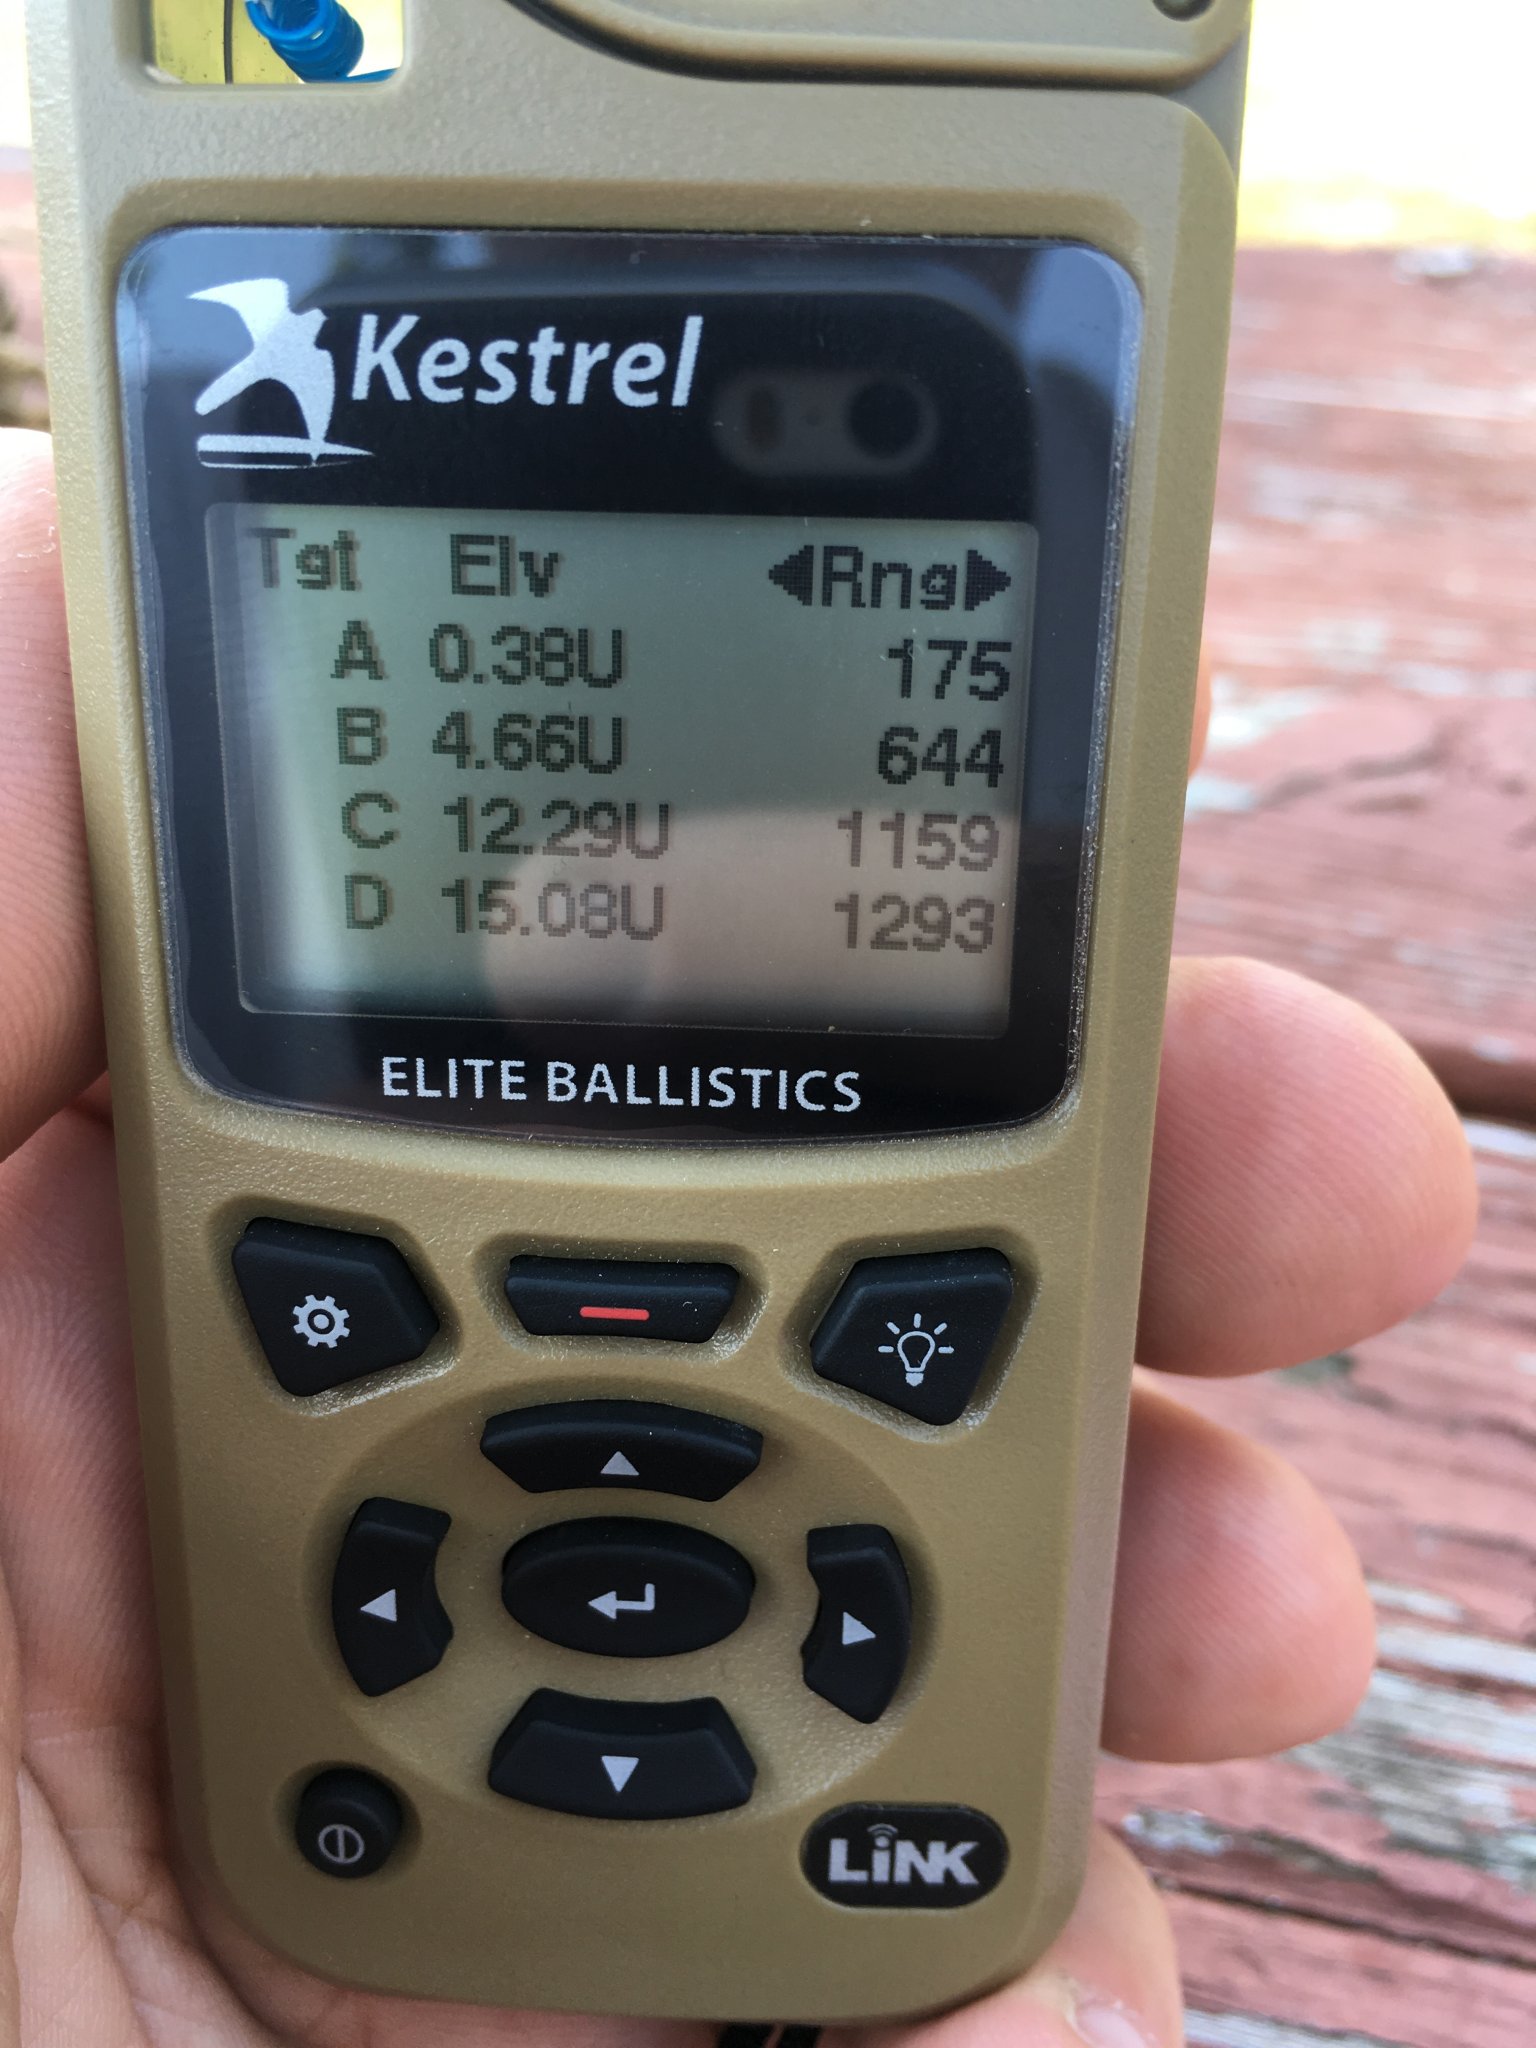 Kestrel
Tgt Elv ◀Rng▶
A 0.38U 175
B 4.66U 644
C 12.29U 1159
D 15.08U 1293
ELITE BALLISTICS
LiNK